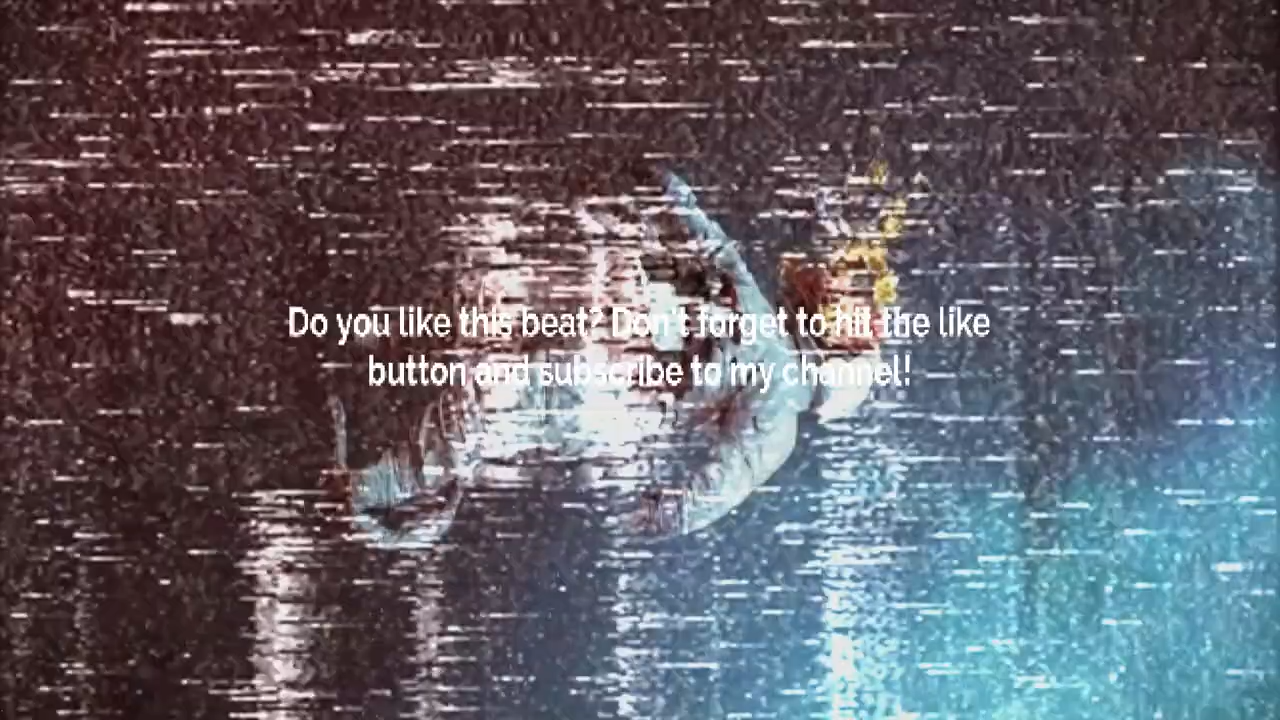 Do you like this beat? Don't forget to hit the like
button and subscribe to my channel!